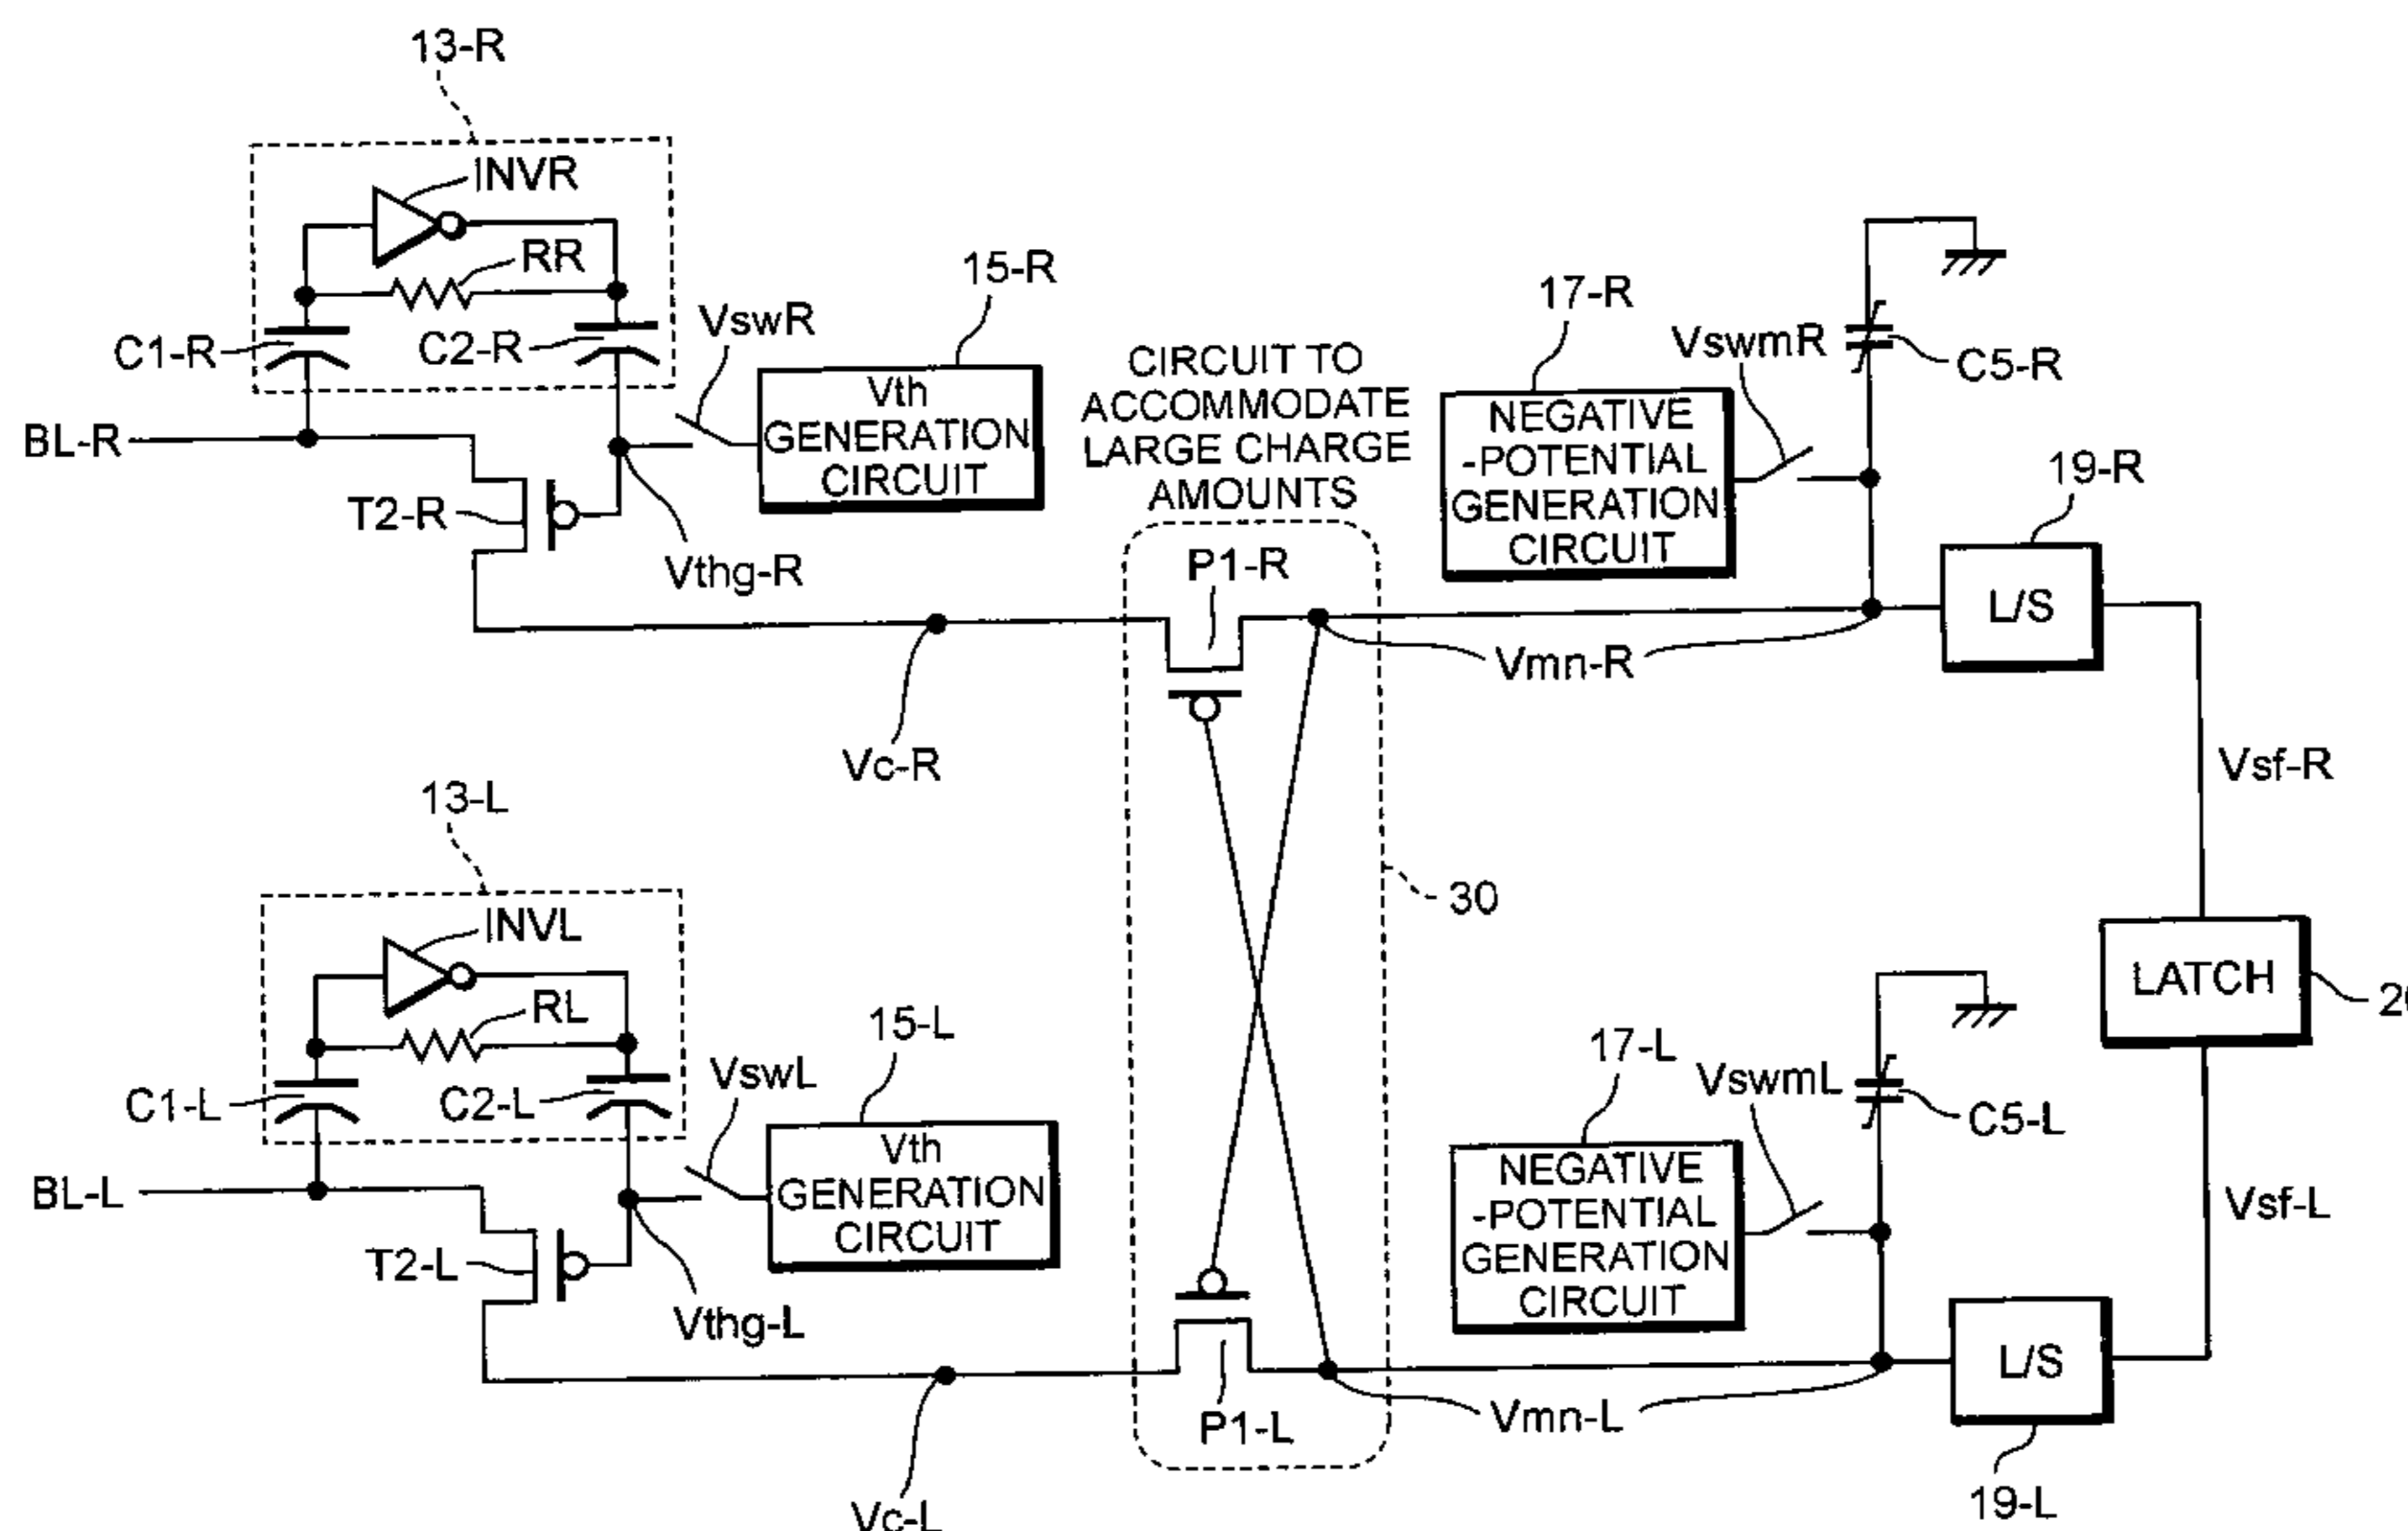 13-R
INVR
RR
C1-R
C2-R
VswR
15-R
Vth
GENERATION
CIRCUIT
BL-R
T2-R
Vthg-R
Vc-R
CIRCUIT TO
ACCOMMODATE
LARGE CHARGE
AMOUNTS
P1-R
17-R
NEGATIVE
-POTENTIAL
GENERATION
CIRCUIT
VswmR
C5-R
19-R
L/S
Vmn-R
Vsf-R
30
LATCH
13-L
INVL
RL
C1-L
C2-L
VswL
15-L
Vth
GENERATION
CIRCUIT
BL-L
T2-L
Vthg-L
Vc-L
P1-L
17-L
NEGATIVE
-POTENTIAL
GENERATION
CIRCUIT
VswmL
C5-L
Vsf-L
L/S
Vmn-L
19-L